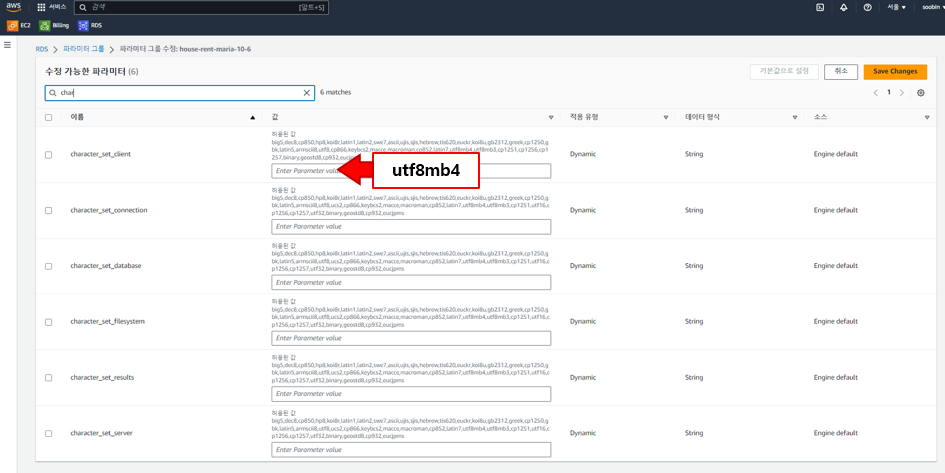 aws 서비스 검색 [알트+S] 서울 ▼ soobin
EC2 Billing RDS
RDS > 파라미터 그룹 > 파라미터 그룹 수정: house-rent-maria-10-6
수정 가능한 파라미터 (6) 기본값으로 설정 취소 Save Changes
char 6 matches 1
이름 값 적용 유형 데이터 형식 소스
허용된 값
big5,dec8,cp850,hp8,koi8r,latin1,latin2,swe7,ascii,ujis,sjis,hebrew,tis620,euckr,koi8u,gb2312,greek,cp1250,g
bk,latin5,armscii8,utf8,cp866,keybcs2,macce,macroman,cp852,latin7,utf8mb4,utf8mb3,cp1251,cp1256,cp1
257,binary,geostd8,cp932,eucjpms
character_set_client Dynamic String Engine default
Enter Parameter value
utf8mb4
허용된 값
big5,dec8,cp850,hp8,koi8r,latin1,latin2,swe7,ascii,ujis,sjis,hebrew,tis620,euckr,koi8u,gb2312,greek,cp1250,g
bk,latin5,armscii8,utf8,ucs2,cp866,keybcs2,macce,macroman,cp852,latin7,utf8mb4,utf8mb3,cp1251,utf16,c
p1256,cp1257,utf32,binary,geostd8,cp932,eucjpms
character_set_connection Dynamic String Engine default
Enter Parameter value
허용된 값
big5,dec8,cp850,hp8,koi8r,latin1,latin2,swe7,ascii,ujis,sjis,hebrew,tis620,euckr,koi8u,gb2312,greek,cp1250,g
bk,latin5,armscii8,utf8,ucs2,cp866,keybcs2,macce,macroman,cp852,latin7,utf8mb4,utf8mb3,cp1251,utf16,c
p1256,cp1257,utf32,binary,geostd8,cp932,eucjpms
character_set_database Dynamic String Engine default
Enter Parameter value
허용된 값
big5,dec8,cp850,hp8,koi8r,latin1,latin2,swe7,ascii,ujis,sjis,hebrew,tis620,euckr,koi8u,gb2312,greek,cp1250,g
bk,latin5,armscii8,utf8,ucs2,cp866,keybcs2,macce,macroman,cp852,latin7,utf8mb4,utf8mb3,cp1251,utf16,c
p1256,cp1257,utf32,binary,geostd8,cp932,eucjpms
character_set_filesystem Dynamic String Engine default
Enter Parameter value
허용된 값
big5,dec8,cp850,hp8,koi8r,latin1,latin2,swe7,ascii,ujis,sjis,hebrew,tis620,euckr,koi8u,gb2312,greek,cp1250,g
bk,latin5,armscii8,utf8,ucs2,cp866,keybcs2,macce,macroman,cp852,latin7,utf8mb4,utf8mb3,cp1251,utf16,c
p1256,cp1257,utf32,binary,geostd8,cp932,eucjpms
character_set_results Dynamic String Engine default
Enter Parameter value
허용된 값
big5,dec8,cp850,hp8,koi8r,latin1,latin2,swe7,ascii,ujis,sjis,hebrew,tis620,euckr,koi8u,gb2312,greek,cp1250,g
bk,latin5,armscii8,utf8,ucs2,cp866,keybcs2,macce,macroman,cp852,latin7,utf8mb4,utf8mb3,cp1251,utf16,c
p1256,cp1257,utf32,binary,geostd8,cp932,eucjpms
character_set_server Dynamic String Engine default
Enter Parameter value